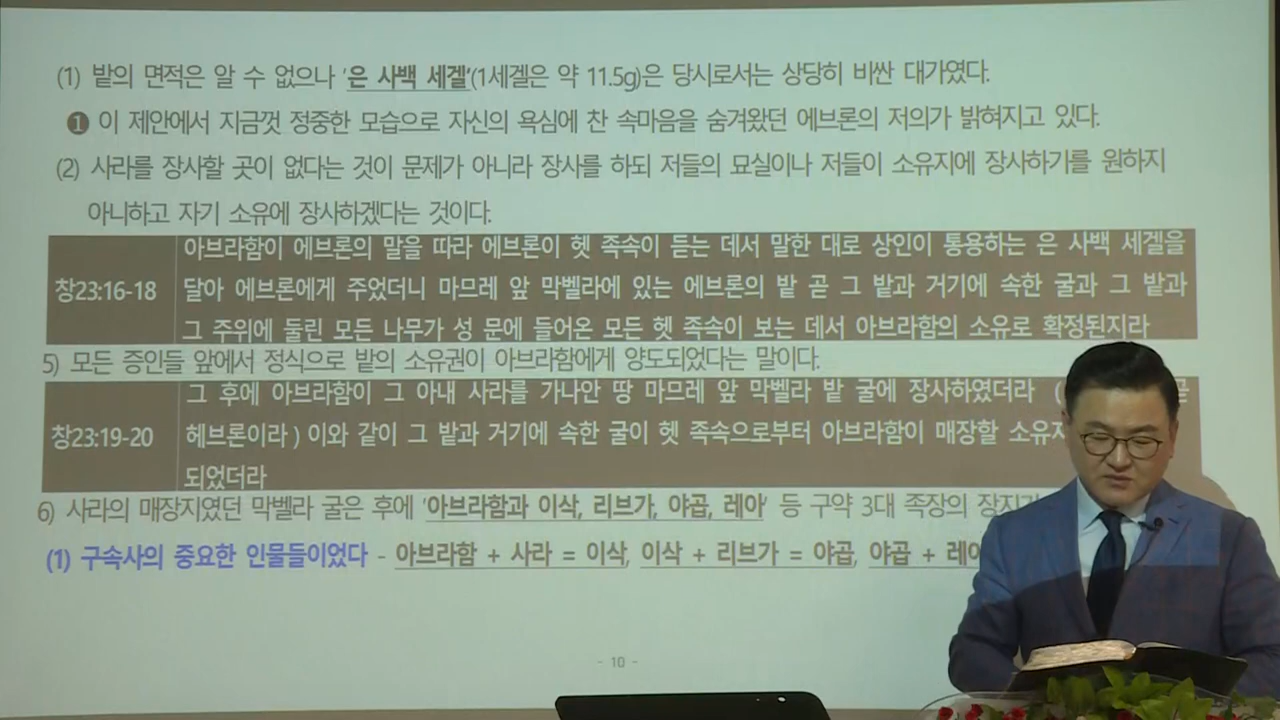 (1) 밭의 면적은 알 수 없으나 '은 사백 세겔'(1세겔은 약 11.5g)은 당시로서는 상당히 비싼 대가였다.
❶ 이 제안에서 지금껏 정중한 모습으로 자신의 욕심에 찬 속마음을 숨겨왔던 에브론의 저의가 밝혀지고 있다.
(2) 사라를 장사할 곳이 없다는 것이 문제가 아니라 장사를 하되 저들의 묘실이나 저들이 소유지에 장사하기를 원하지
아니하고 자기 소유에 장사하겠다는 것이다.
아브라함이 에브론의 말을 따라 에브론이 헷 족속이 듣는 데서 말한 대로 상인이 통용하는 은 사백 세겔을
창23:16-18 달아 에브론에게 주었더니 마므레 앞 막벨라에 있는 에브론의 밭 곧 그 밭과 거기에 속한 굴과 그 밭과
그 주위에 둘린 모든 나무가 성 문에 들어온 모든 헷 족속이 보는 데서 아브라함의 소유로 확정된지라
5) 모든 증인들 앞에서 정식으로 밭의 소유권이 아브라함에게 양도되었다는 말이다.
그 후에 아브라함이 그 아내 사라를 가나안 땅 마므레 앞 막벨라 밭 굴에 장사하였더라 ( 곧
창23:19-20 헤브론이라 ) 이와 같이 그 밭과 거기에 속한 굴이 헷 족속으로부터 아브라함이 매장할 소유지
되었더라
6) 사라의 매장지였던 막벨라 굴은 후에 '아브라함과 이삭, 리브가, 야곱, 레아' 등 구약 3대 족장의
(1) 구속사의 중요한 인물들이었다 - 아브라함 + 사라 = 이삭, 이삭 + 리브가 = 야곱, 야곱 + 레아
- 10 -